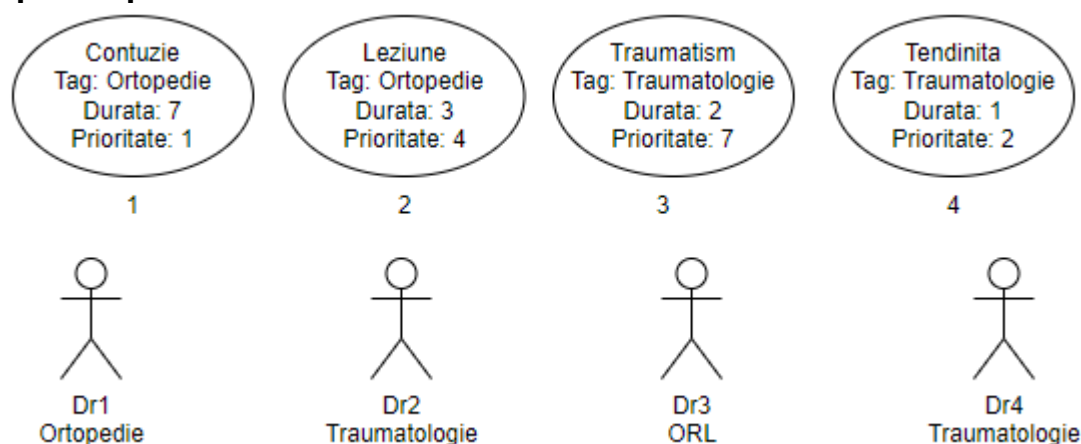 Contuzie
Tag: Ortopedie
Durata: 7
Prioritate: 1
1
Leziune
Tag: Ortopedie
Durata: 3
Prioritate: 4
2
Traumatism
Tag: Traumatologie
Durata: 2
Prioritate: 7
3
Tendinita
Tag: Traumatologie
Durata: 1
Prioritate: 2
4
Dr1
Ortopedie
Dr2
Traumatologie
Dr3
ORL
Dr4
Traumatologie